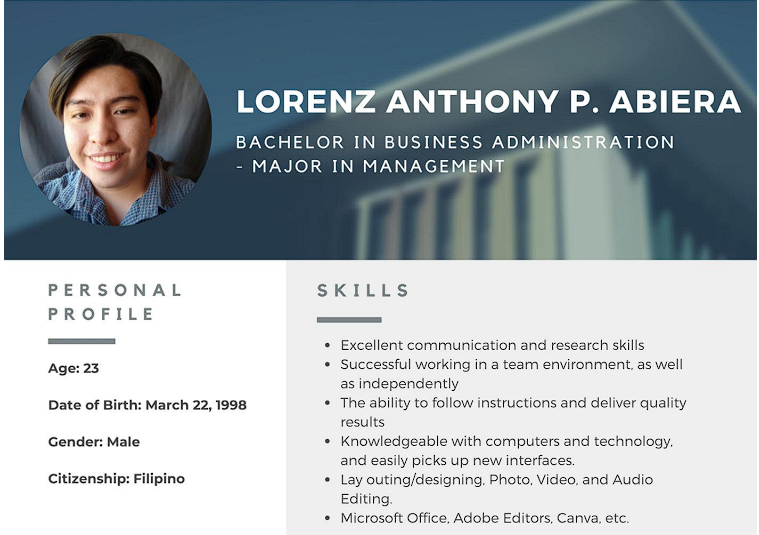 LORENZ ANTHONY P. ABIERA
BACHELOR IN BUSINESS ADMINISTRATION
- MAJOR IN MANAGEMENT
PERSONAL
PROFILE
Age: 23
Date of Birth: March 22, 1998
Gender: Male
Citizenship: Filipino
SKILLS
• Excellent communication and research skills
• Successful working in a team environment, as well
as independently
• The ability to follow instructions and deliver quality
results
• Knowledgeable with computers and technology,
and easily picks up new interfaces.
• Lay outing/designing, Photo, Video, and Audio
Editing.
• Microsoft Office, Adobe Editors, Canva, etc.